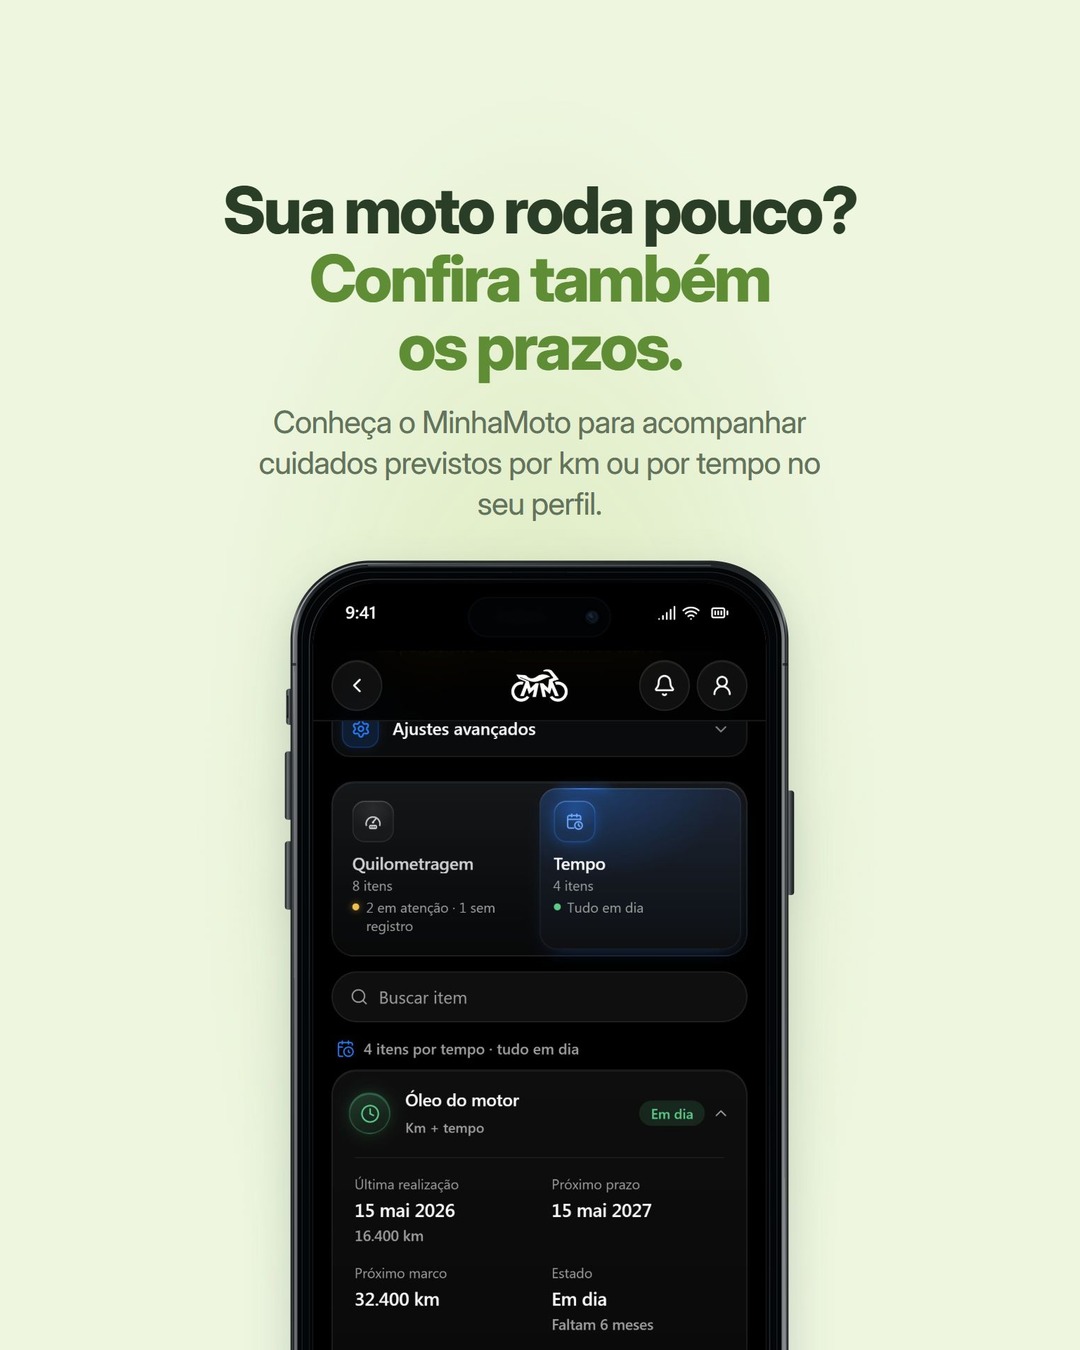 Sua moto roda pouco?
Confira também
os prazos.
Conheça o MinhaMoto para acompanhar
cuidados previstos por km ou por tempo no
seu perfil.
9:41
MM
Ajustes avançados
Quilometragem
8 itens
2 em atenção · 1 sem
registro
Tempo
4 itens
Tudo em dia
Buscar item
4 itens por tempo · tudo em dia
Óleo do motor
Km + tempo
Em dia
Última realização
15 mai 2026
16.400 km
Próximo prazo
15 mai 2027
Próximo marco
32.400 km
Estado
Em dia
Faltam 6 meses